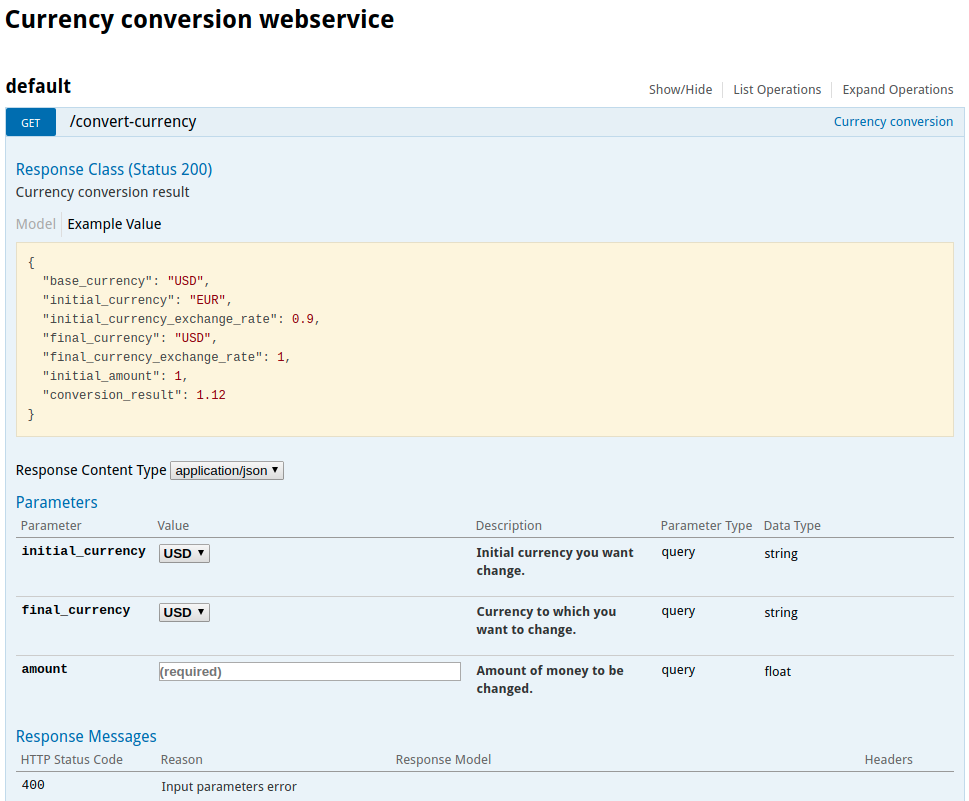 Currency conversion webservice
default
Show/Hide List Operations Expand Operations
GET /convert-currency Currency conversion
Response Class (Status 200)
Currency conversion result
Model Example Value
{
"base_currency": "USD",
"initial_currency": "EUR",
"initial_currency_exchange_rate": 0.9,
"final_currency": "USD",
"final_currency_exchange_rate": 1,
"initial_amount": 1,
"conversion_result": 1.12
}
Response Content Type application/json
Parameters
Parameter Value Description Parameter Type Data Type
initial_currency USD Initial currency you want change. query string
final_currency USD Currency to which you want to change. query string
amount (required) Amount of money to be changed. query float
Response Messages
HTTP Status Code Reason Response Model Headers
400 Input parameters error